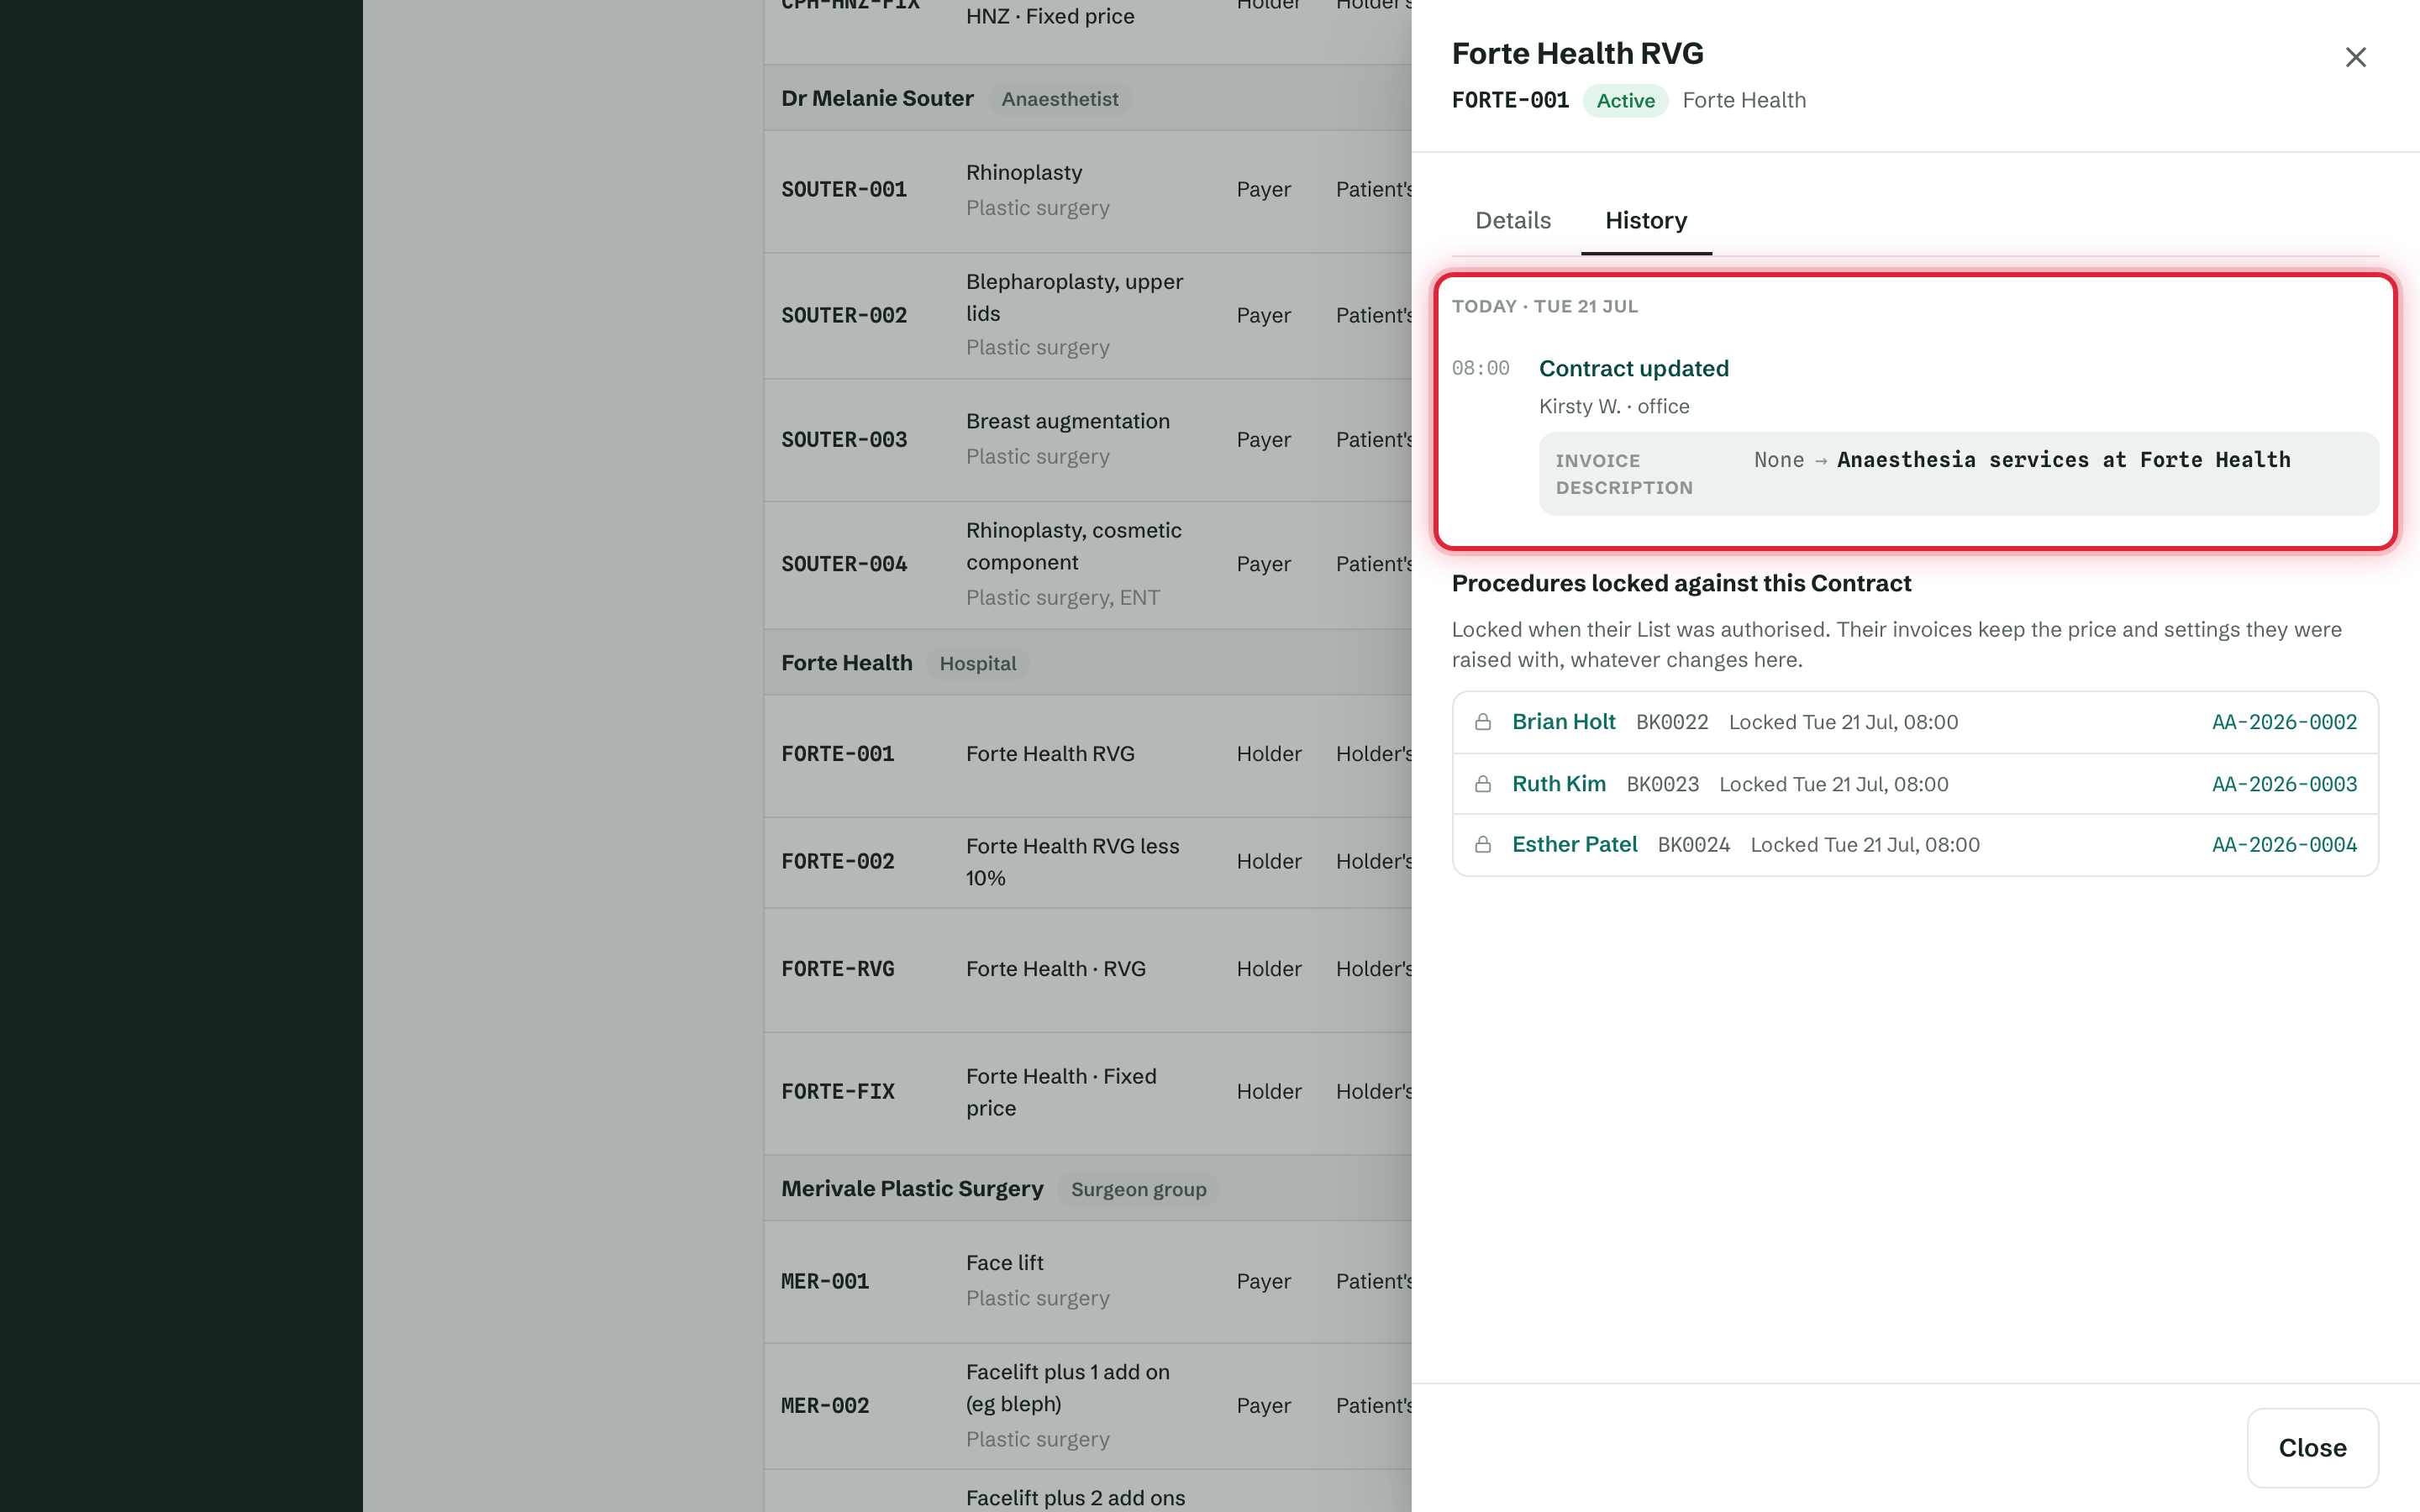 CPH-HNZ-FIX
HNZ · Fixed price
Holder
Holder's
Dr Melanie Souter Anaesthetist
SOUTER-001
Rhinoplasty
Plastic surgery
Payer
Patient's
SOUTER-002
Blepharoplasty, upper
lids
Plastic surgery
Payer
Patient's
SOUTER-003
Breast augmentation
Plastic surgery
Payer
Patient's
SOUTER-004
Rhinoplasty, cosmetic
component
Plastic surgery, ENT
Payer
Patient's
Forte Health Hospital
FORTE-001
Forte Health RVG
Holder
Holder's
FORTE-002
Forte Health RVG less
10%
Holder
Holder's
FORTE-RVG
Forte Health · RVG
Holder
Holder's
FORTE-FIX
Forte Health · Fixed
price
Holder
Holder's
Merivale Plastic Surgery Surgeon group
MER-001
Face lift
Plastic surgery
Payer
Patient's
MER-002
Facelift plus 1 add on
(eg bleph)
Plastic surgery
Payer
Patient's
Facelift plus 2 add ons
Forte Health RVG
FORTE-001 Active Forte Health
Details History
TODAY · TUE 21 JUL
08:00 Contract updated
Kirsty W. · office
INVOICE
DESCRIPTION
None → Anaesthesia services at Forte Health
Procedures locked against this Contract
Locked when their List was authorised. Their invoices keep the price and settings they were
raised with, whatever changes here.
Brian Holt BK0022 Locked Tue 21 Jul, 08:00 AA-2026-0002
Ruth Kim BK0023 Locked Tue 21 Jul, 08:00 AA-2026-0003
Esther Patel BK0024 Locked Tue 21 Jul, 08:00 AA-2026-0004
Close